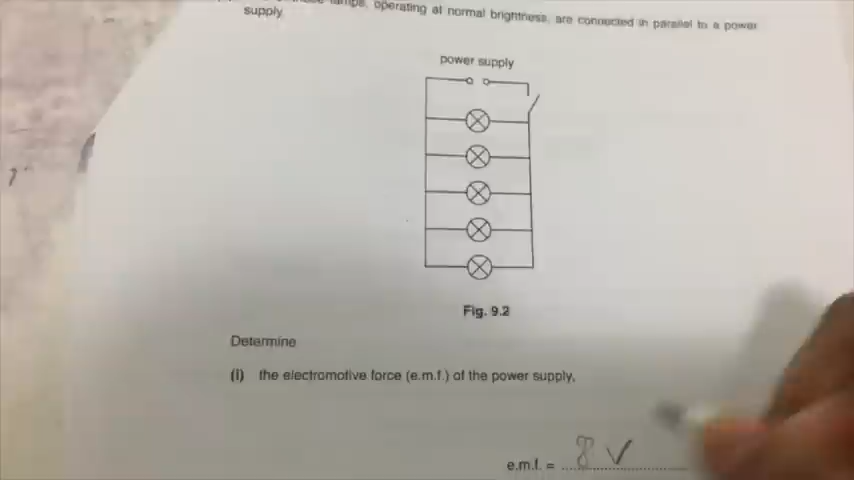 lamps, operating at normal brightness, are connected in parallel to a power
supply.
power supply
Fig. 9.2
Determine
(i) the electromotive force (e.m.f.) of the power supply,
e.m.f. = 8 V